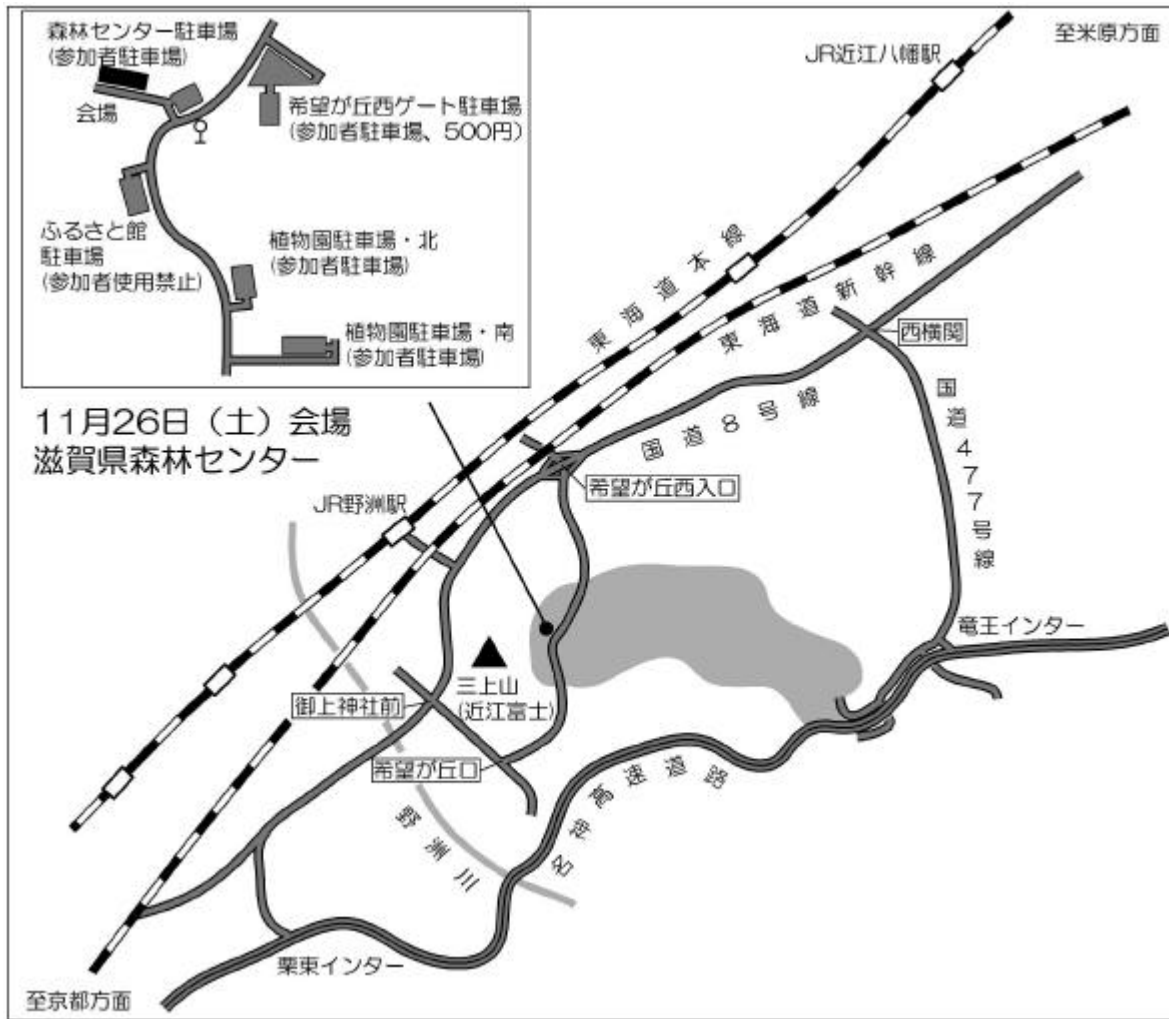 森林センター駐車場
(参加者駐車場)
会場
希望が丘西ゲート駐車場
(参加者駐車場、500円)
ふるさと館
駐車場
(参加者使用禁止)
植物園駐車場・北
(参加者駐車場)
植物園駐車場・南
(参加者駐車場)
至米原方面
JR近江八幡駅
東海道本線
東海道新幹線
西横関
国道8号線
国道477号線
11月26日(土)会場
滋賀県森林センター
希望が丘西入口
JR野洲駅
竜王インター
三上山
(近江富士)
御上神社前
希望が丘口
名神高速道路
野洲川
栗東インター
至京都方面